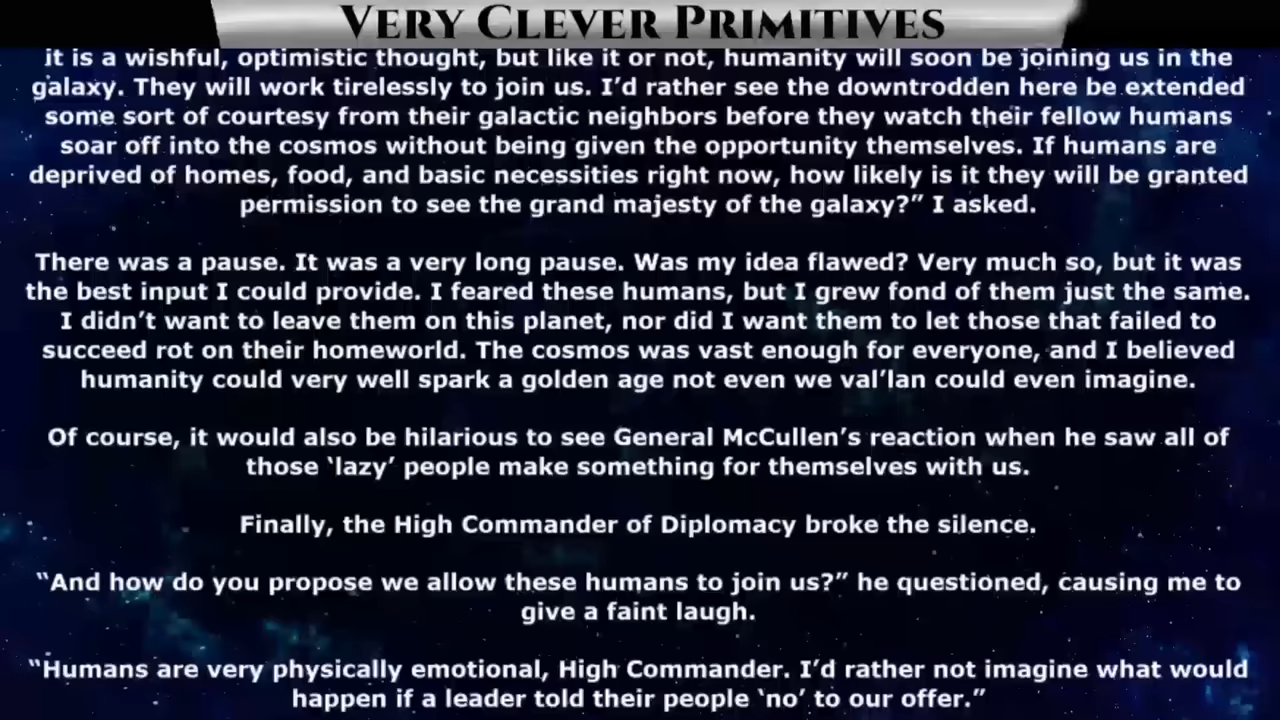 VERY CLEVER PRIMITIVES
it is a wishful, optimistic thought, but like it or not, humanity will soon be joining us in the
galaxy. They will work tirelessly to join us. I’d rather see the downtrodden here be extended
some sort of courtesy from their galactic neighbors before they watch their fellow humans
soar off into the cosmos without being given the opportunity themselves. If humans are
deprived of homes, food, and basic necessities right now, how likely is it they will be granted
permission to see the grand majesty of the galaxy?” I asked.
There was a pause. It was a very long pause. Was my idea flawed? Very much so, but it was
the best input I could provide. I feared these humans, but I grew fond of them just the same.
I didn’t want to leave them on this planet, nor did I want them to let those that failed to
succeed rot on their homeworld. The cosmos was vast enough for everyone, and I believed
humanity could very well spark a golden age not even we val’lan could even imagine.
Of course, it would also be hilarious to see General McCullen’s reaction when he saw all of
those ‘lazy’ people make something for themselves with us.
Finally, the High Commander of Diplomacy broke the silence.
“And how do you propose we allow these humans to join us?” he questioned, causing me to
give a faint laugh.
“Humans are very physically emotional, High Commander. I’d rather not imagine what would
happen if a leader told their people ‘no’ to our offer.”